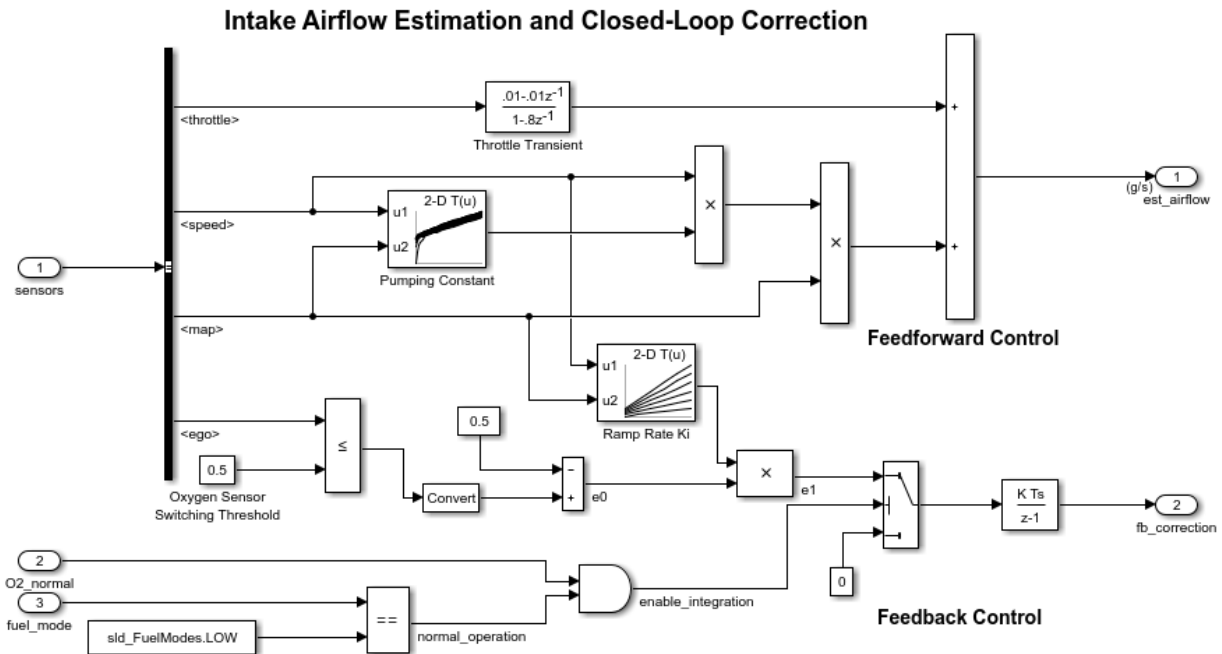 Intake Airflow Estimation and Closed-Loop Correction
.01-.01z-1
1-.8z-1
Throttle Transient
<throttle>
+
1
(g/s)
est_airflow
<speed>
2-D T(u)
u1
u2
Pumping Constant
×
×
+
1
sensors
=
<map>
Feedforward Control
2-D T(u)
u1
u2
Ramp Rate Ki
<ego>
≤
0.5
0.5
Oxygen Sensor
Switching Threshold
Convert
−
+
e0
×
e1
K Ts
z-1
2
fb_correction
2
O2_normal
3
fuel_mode
sld_FuelModes.LOW
==
normal_operation
enable_integration
0
Feedback Control